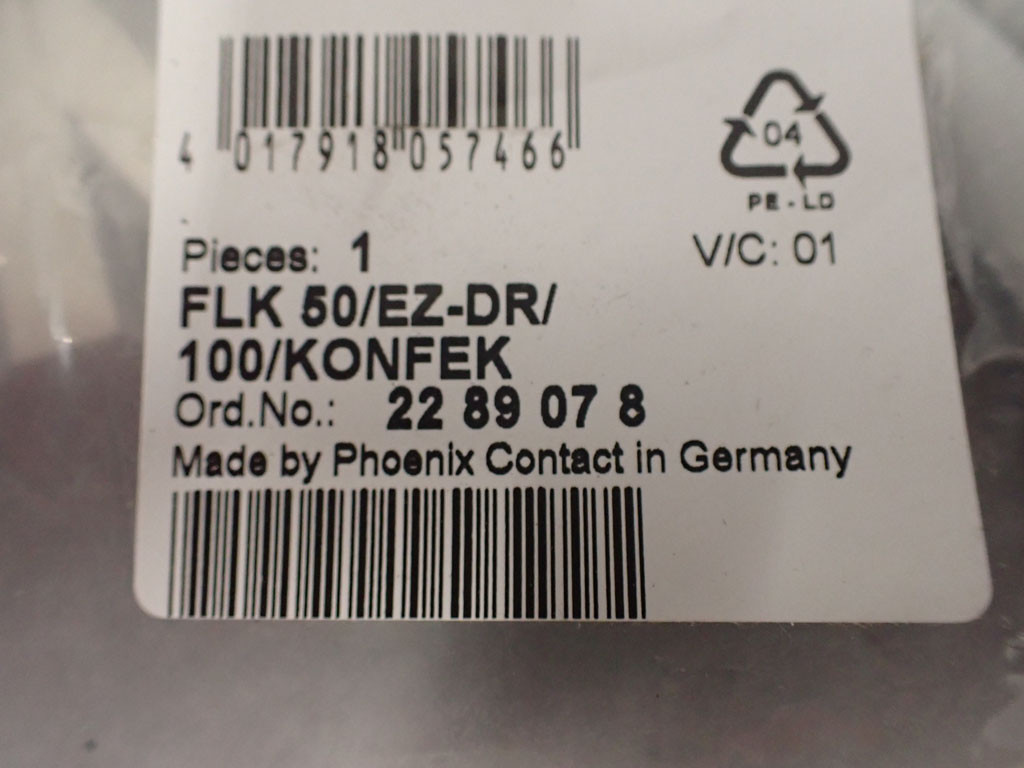 4 017918 057466
04
PE-LD
Pieces: 1
V/C: 01
FLK 50/EZ-DR/
100/KONFEK
Ord.No.: 22 89 07 8
Made by Phoenix Contact in Germany